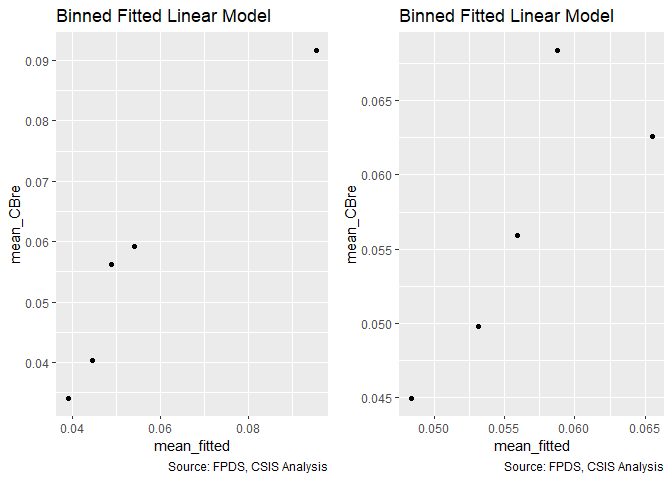 Binned Fitted Linear Model
0.09
0.08
0.07
0.06
0.05
0.04
mean_CBre
0.04 0.06 0.08
mean_fitted
Source: FPDS, CSIS Analysis
Binned Fitted Linear Model
0.065
0.060
0.055
0.050
0.045
mean_CBre
0.050 0.055 0.060 0.065
mean_fitted
Source: FPDS, CSIS Analysis